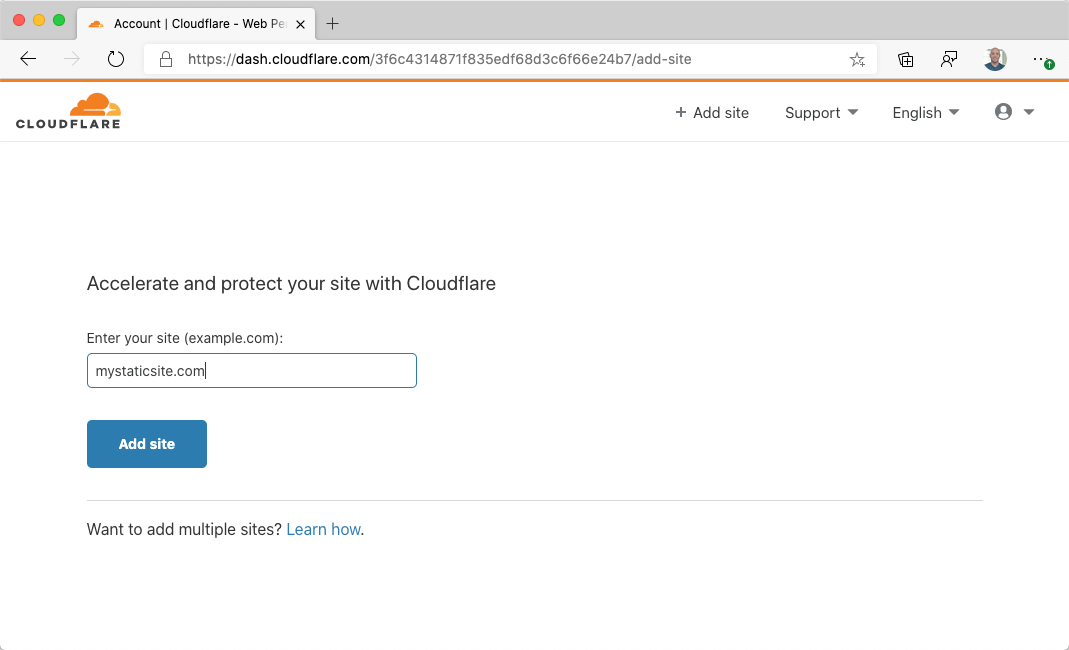 Account | Cloudflare - Web Pe
https://dash.cloudflare.com/3f6c4314871f835edf68d3c6f66e24b7/add-site
CLOUDFLARE
+ Add site Support English
Accelerate and protect your site with Cloudflare
Enter your site (example.com):
mystaticsite.com
Add site
Want to add multiple sites? Learn how.